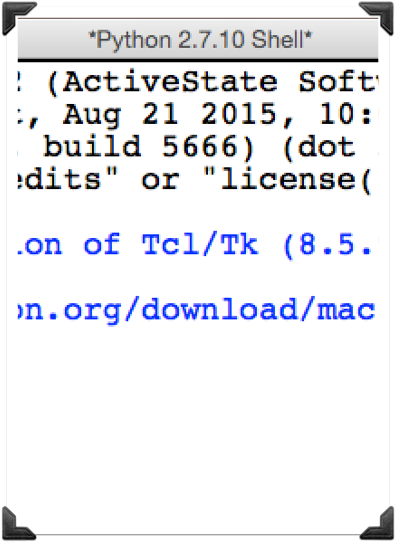 *Python 2.7.10 Shell*
2 (ActiveState Softw
t, Aug 21 2015, 10:
build 5666) (dot
edits" or "license(
ion of Tcl/Tk (8.5.
on.org/download/mac